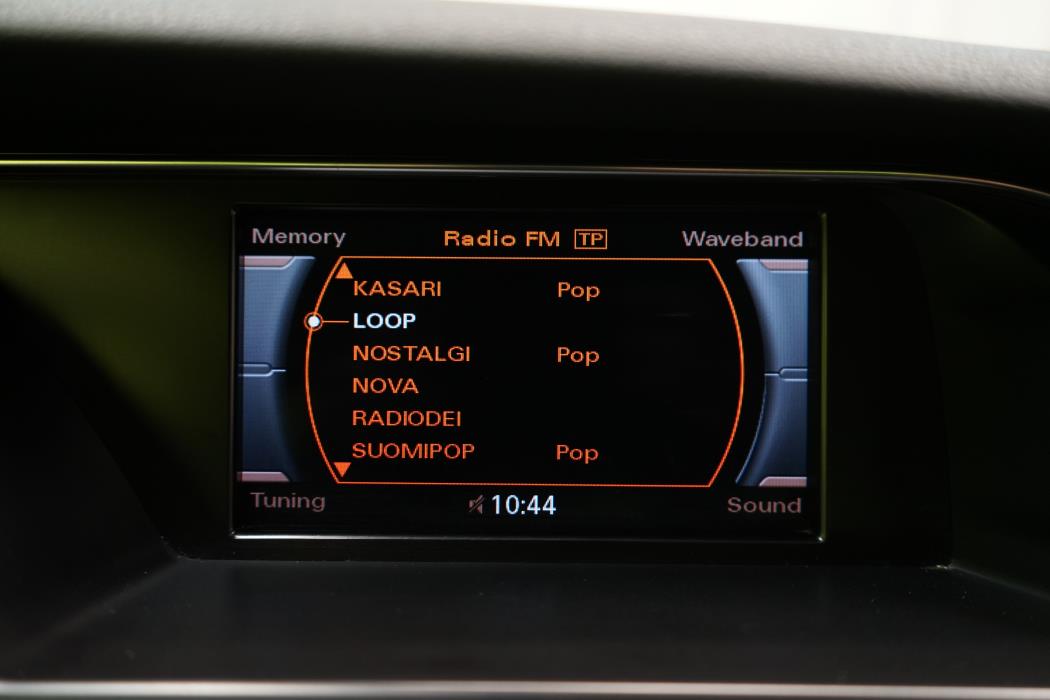 Memory Radio FM TP Waveband
KASARI Pop
LOOP
NOSTALGI Pop
NOVA
RADIODEI
SUOMIPOP Pop
Tuning 10:44 Sound